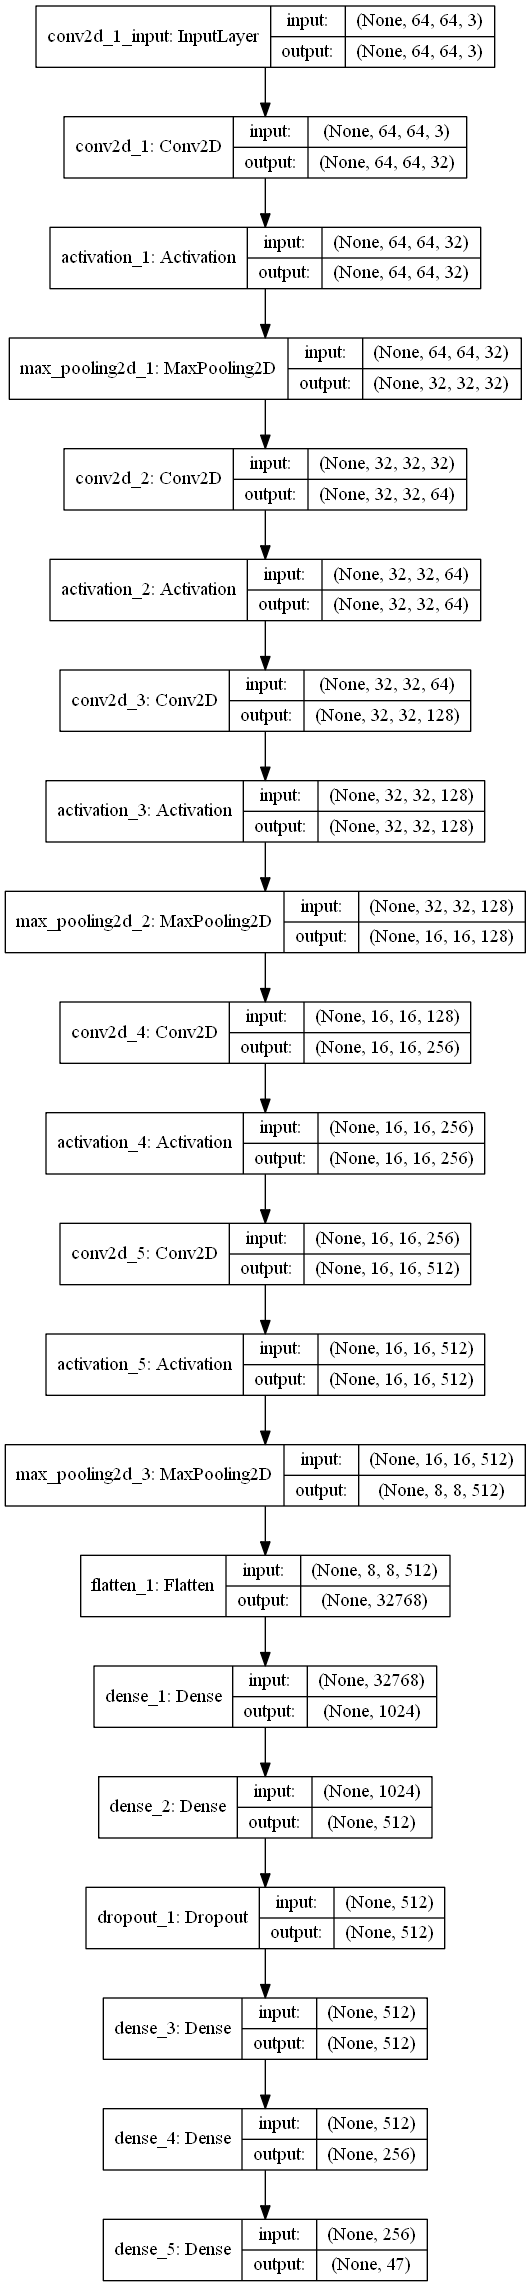 conv2d_1_input: InputLayer
input: (None, 64, 64, 3)
output: (None, 64, 64, 3)
conv2d_1: Conv2D
input: (None, 64, 64, 3)
output: (None, 64, 64, 32)
activation_1: Activation
input: (None, 64, 64, 32)
output: (None, 64, 64, 32)
max_pooling2d_1: MaxPooling2D
input: (None, 64, 64, 32)
output: (None, 32, 32, 32)
conv2d_2: Conv2D
input: (None, 32, 32, 32)
output: (None, 32, 32, 64)
activation_2: Activation
input: (None, 32, 32, 64)
output: (None, 32, 32, 64)
conv2d_3: Conv2D
input: (None, 32, 32, 64)
output: (None, 32, 32, 128)
activation_3: Activation
input: (None, 32, 32, 128)
output: (None, 32, 32, 128)
max_pooling2d_2: MaxPooling2D
input: (None, 32, 32, 128)
output: (None, 16, 16, 128)
conv2d_4: Conv2D
input: (None, 16, 16, 128)
output: (None, 16, 16, 256)
activation_4: Activation
input: (None, 16, 16, 256)
output: (None, 16, 16, 256)
conv2d_5: Conv2D
input: (None, 16, 16, 256)
output: (None, 16, 16, 512)
activation_5: Activation
input: (None, 16, 16, 512)
output: (None, 16, 16, 512)
max_pooling2d_3: MaxPooling2D
input: (None, 16, 16, 512)
output: (None, 8, 8, 512)
flatten_1: Flatten
input: (None, 8, 8, 512)
output: (None, 32768)
dense_1: Dense
input: (None, 32768)
output: (None, 1024)
dense_2: Dense
input: (None, 1024)
output: (None, 512)
dropout_1: Dropout
input: (None, 512)
output: (None, 512)
dense_3: Dense
input: (None, 512)
output: (None, 512)
dense_4: Dense
input: (None, 512)
output: (None, 256)
dense_5: Dense
input: (None, 256)
output: (None, 47)